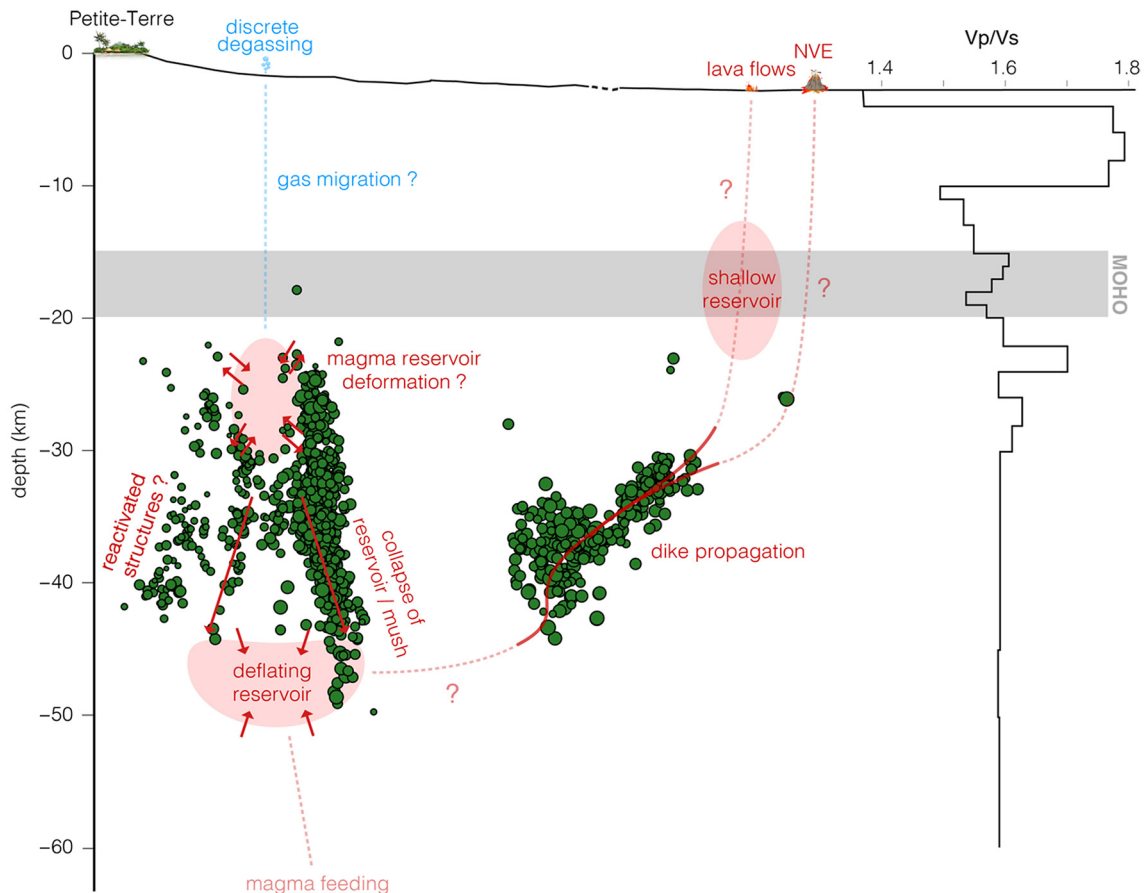 Petite-Terre
discrete
degassing
NVE
lava flows
Vp/Vs
1.4
1.6
1.8
0
−10
−20
−30
−40
−50
−60
depth (km)
gas migration ?
?
?
MOHO
shallow
reservoir
magma reservoir
deformation ?
reactivated
structures ?
collapse of
reservoir / mush
dike propagation
deflating
reservoir
?
magma feeding